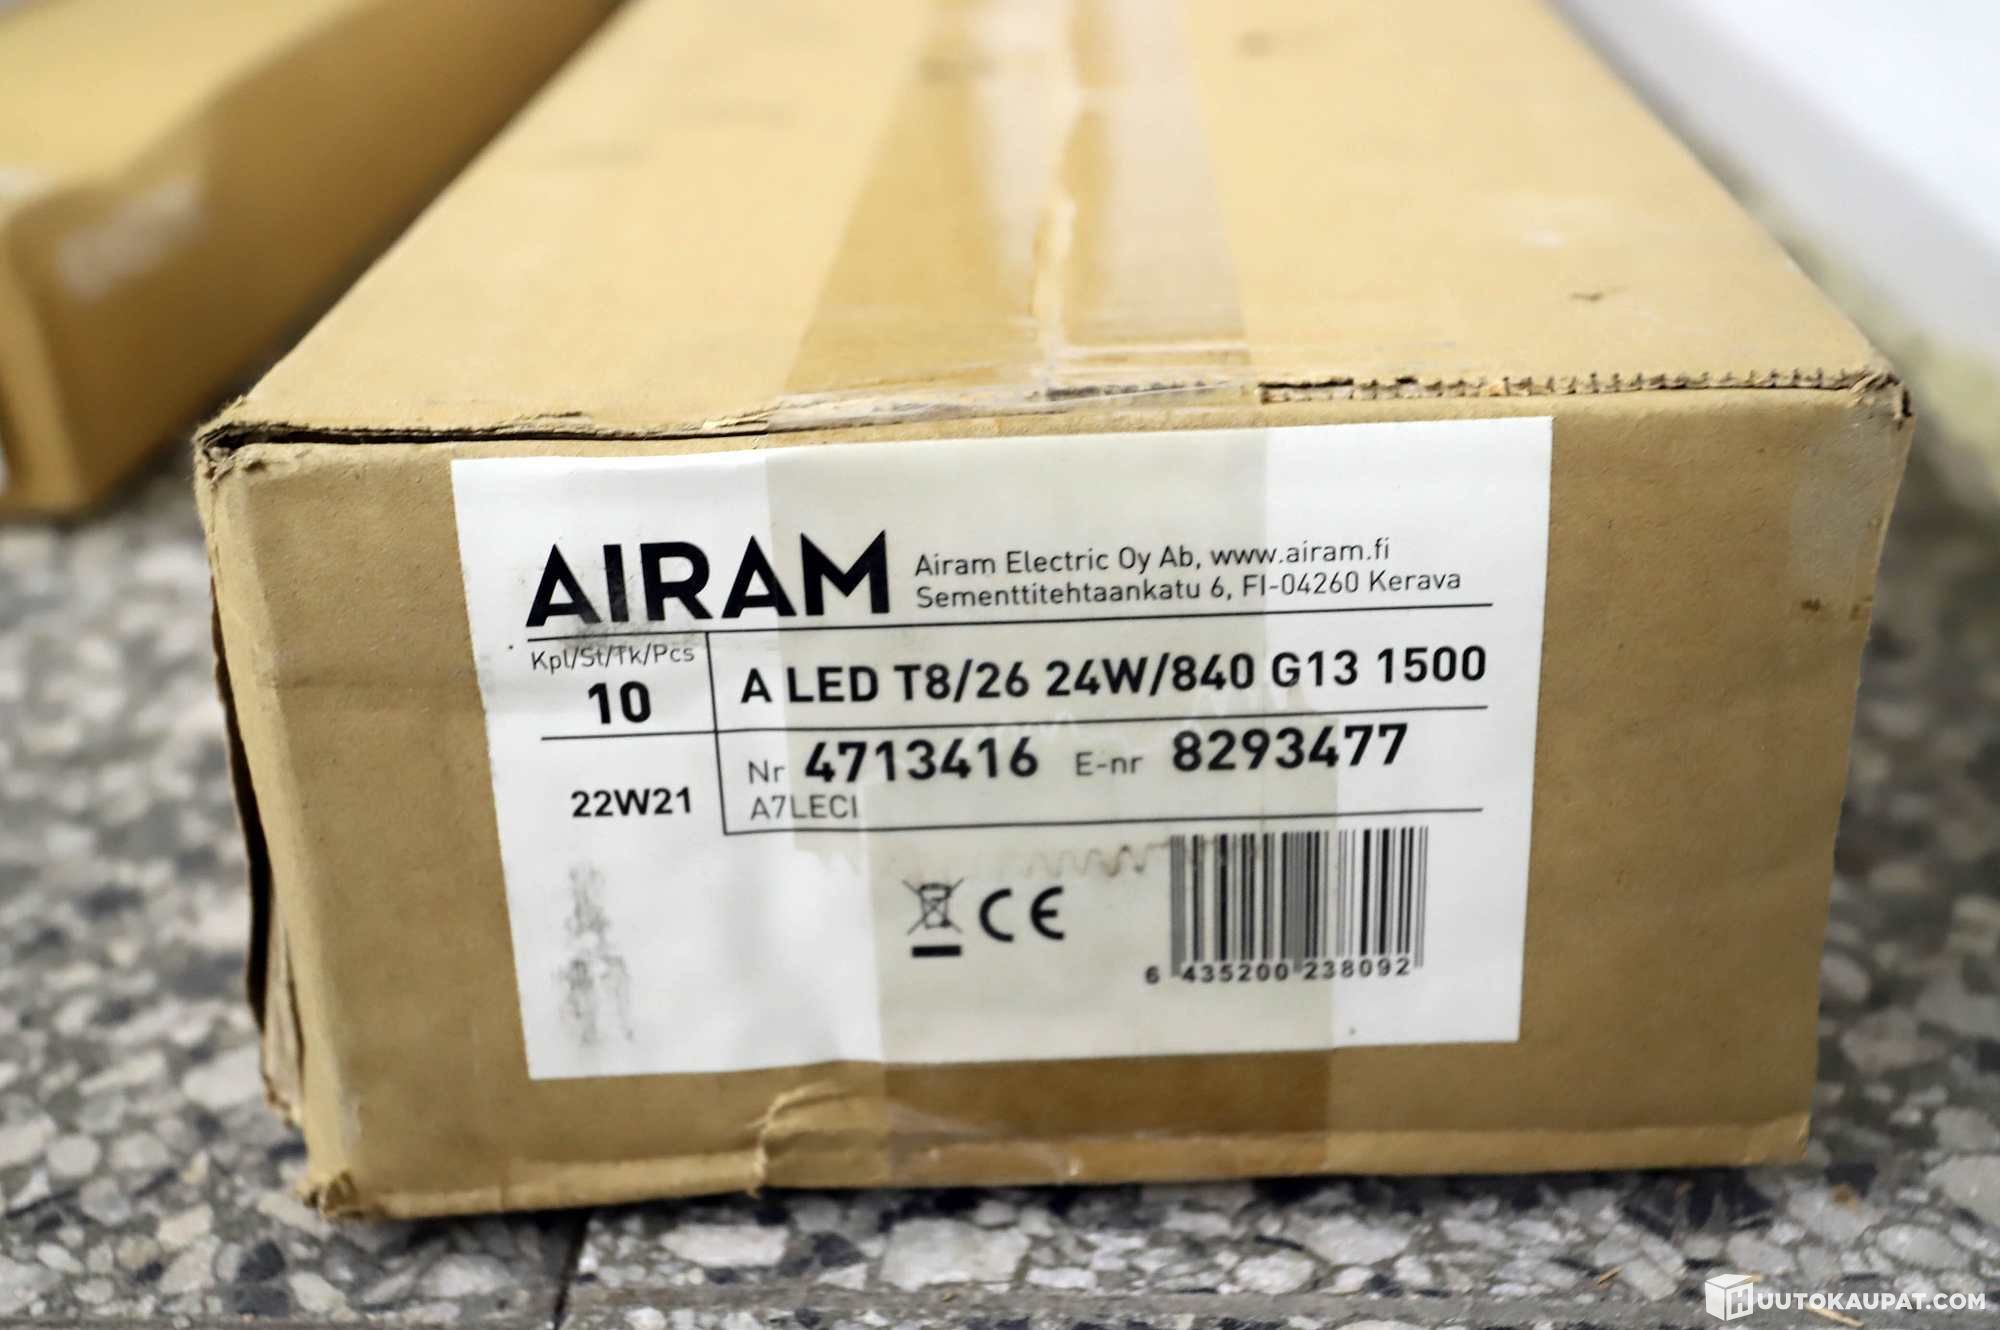 AIRAM
Airam Electric Oy Ab, www.airam.fi
Sementtitehtaankatu 6, FI-04260 Kerava
Kpl/St/Tk/Pcs
10
A LED T8/26 24W/840 G13 1500
Nr 4713416 E-nr 8293477
22W21
A7LECI
CE
6 435200 238092
HUUTOKAUPAT.COM